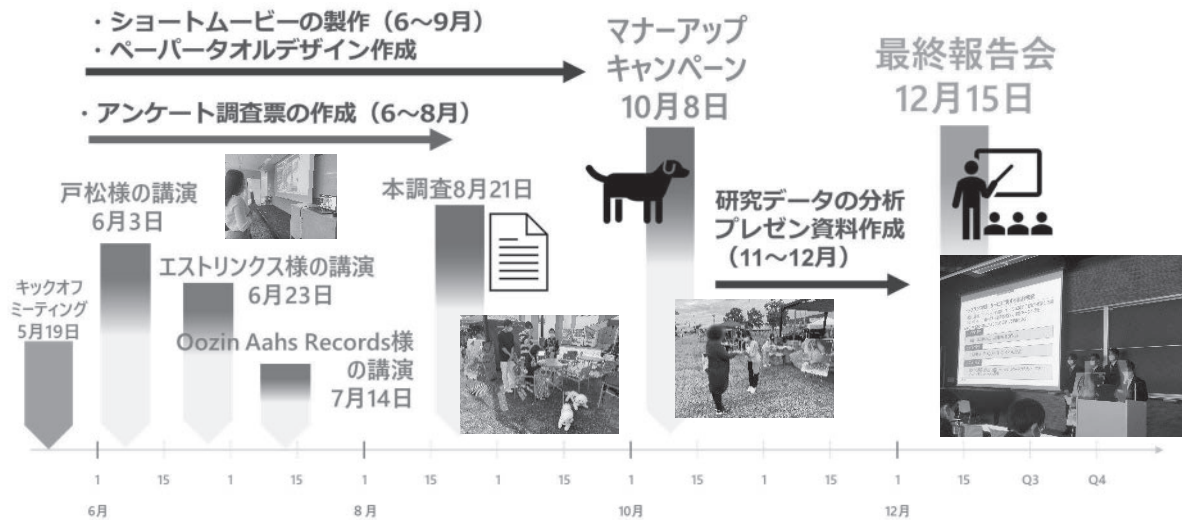 ・ショートムービーの製作（6～9月）
・ペーパータオルデザイン作成
・アンケート調査票の作成（6～8月）
マナーアップ
キャンペーン
10月8日
最終報告会
12月15日
戸松様の講演
6月3日
本調査8月21日
エストリンクス様の講演
6月23日
研究データの分析
プレゼン資料作成
（11～12月）
キックオフ
ミーティング
5月19日
Oozin Aahs Records様
の講演
7月14日
1 15 1 15 1 15 1 15 1 15 1 15 1 15 Q3 Q4
6月 8月 10月 12月